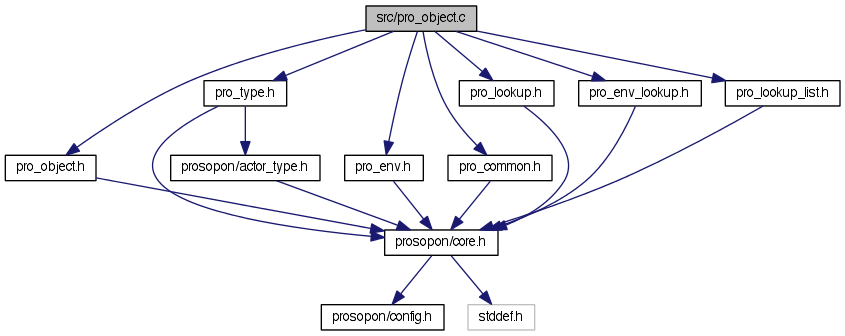 src/pro_object.c
pro_type.h
pro_lookup.h
pro_env_lookup.h
pro_lookup_list.h
pro_object.h
prosopon/actor_type.h
pro_env.h
pro_common.h
prosopon/core.h
prosopon/config.h
stddef.h